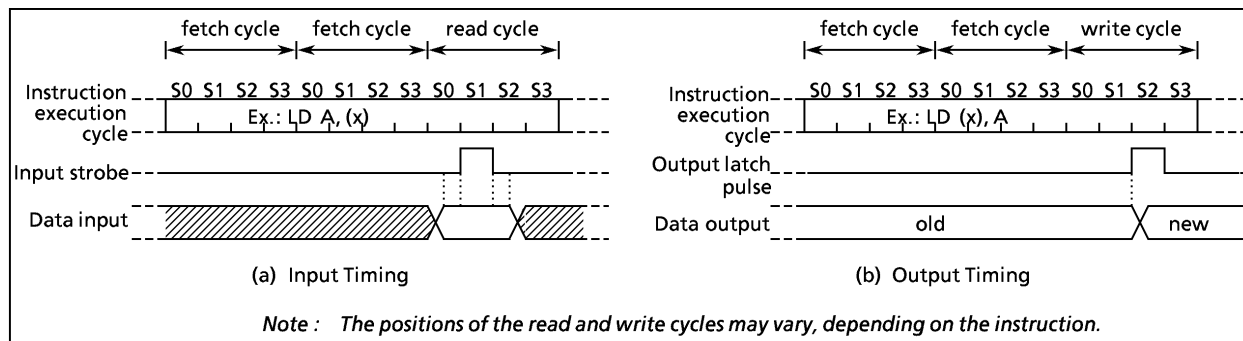 fetch cycle fetch cycle read cycle
S0 S1 S2 S3 S0 S1 S2 S3 S0 S1 S2 S3
Instruction
execution
cycle
Ex.: LD A, (x)
Input strobe
Data input
(a) Input Timing
fetch cycle fetch cycle write cycle
S0 S1 S2 S3 S0 S1 S2 S3 S0 S1 S2 S3
Instruction
execution
cycle
Ex.: LD (x), A
Output latch
pulse
Data output
old new
(b) Output Timing
Note : The positions of the read and write cycles may vary, depending on the instruction.